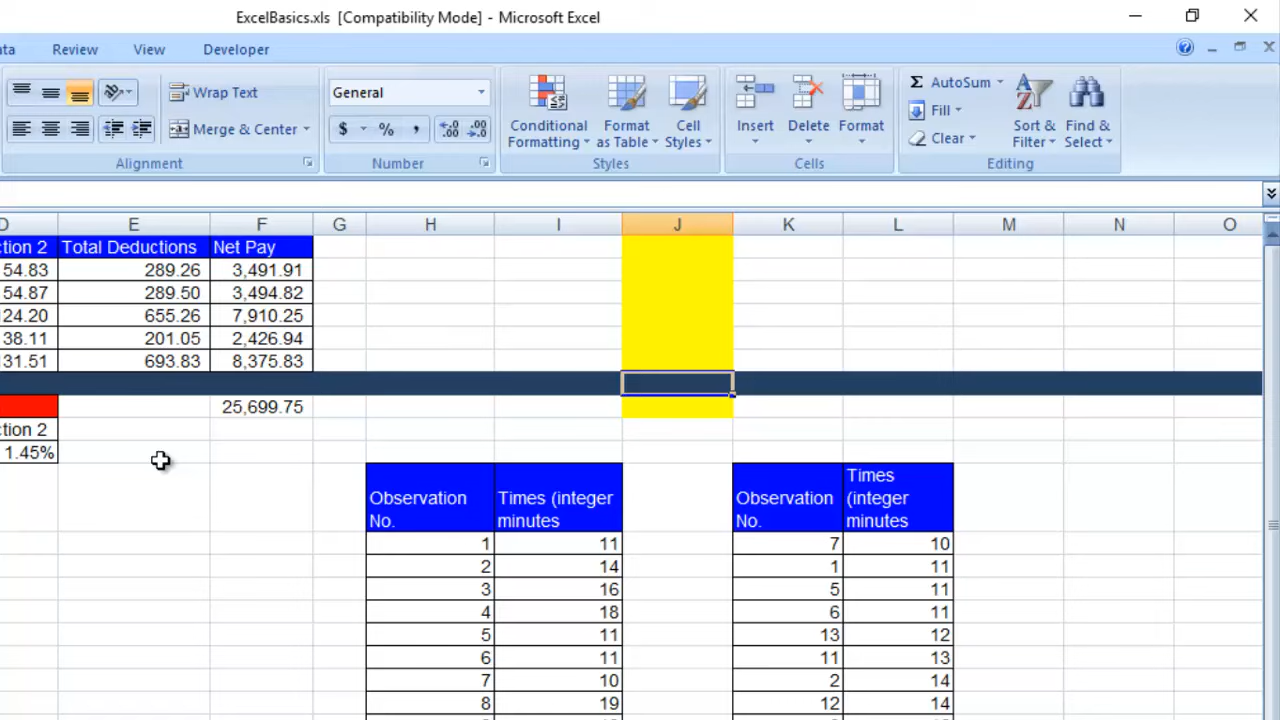 ExcelBasics.xls [Compatibility Mode] - Microsoft Excel
ta Review View Developer
Wrap Text
Merge & Center
General
$ % ,
Conditional Formatting
Format as Table
Cell Styles
Insert
Delete
Format
Σ AutoSum
Fill
Clear
Sort & Filter
Find & Select
Alignment Number Styles Cells Editing
D E F G H I J K L M N O
ction 2 Total Deductions Net Pay
54.83 289.26 3,491.91
54.87 289.50 3,494.82
124.20 655.26 7,910.25
38.11 201.05 2,426.94
131.51 693.83 8,375.83
25,699.75
ction 2
1.45%
Observation No. Times (integer minutes Observation No. Times (integer minutes
1 11 7 10
2 14 1 11
3 16 5 11
4 18 6 11
5 11 13 12
6 11 11 13
7 10 2 14
8 19 12 14